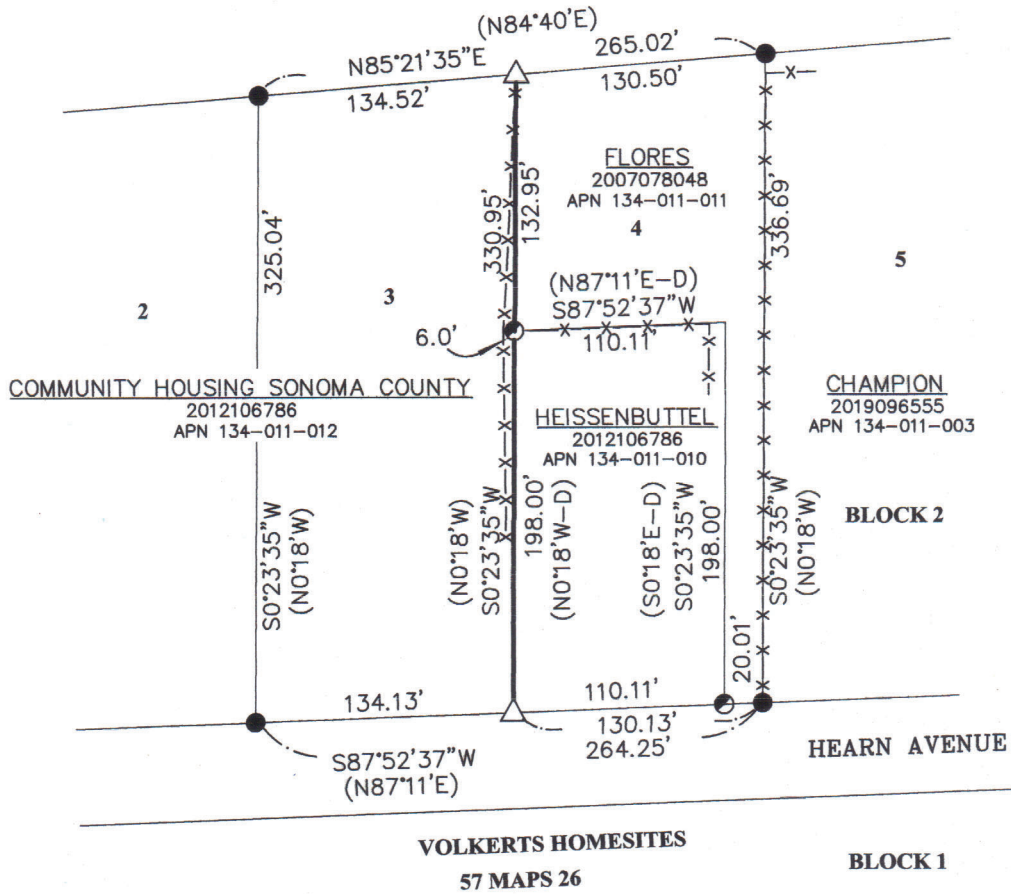 (N84°40'E)
N85°21'35"E
265.02'
134.52'
130.50'
FLORES
2007078048
APN 134-011-011
4
325.04'
330.95'
132.95'
336.69'
2
3
5
(N87°11'E-D)
S87°52'37"W
110.11'
6.0'
COMMUNITY HOUSING SONOMA COUNTY
2012106786
APN 134-011-012
HEISSENBUTTEL
2012106786
APN 134-011-010
CHAMPION
2019096555
APN 134-011-003
BLOCK 2
S0°23'35"W
(N0°18'W)
(N0°18'W)
S0°23'35"W
198.00'
(N0°18'W-D)
(S0°18'E-D)
S0°23'35"W
198.00'
S0°23'35"W
(N0°18'W)
20.01'
134.13'
110.11'
130.13'
264.25'
S87°52'37"W
(N87°11'E)
HEARN AVENUE
VOLKERTS HOMESITES
57 MAPS 26
BLOCK 1